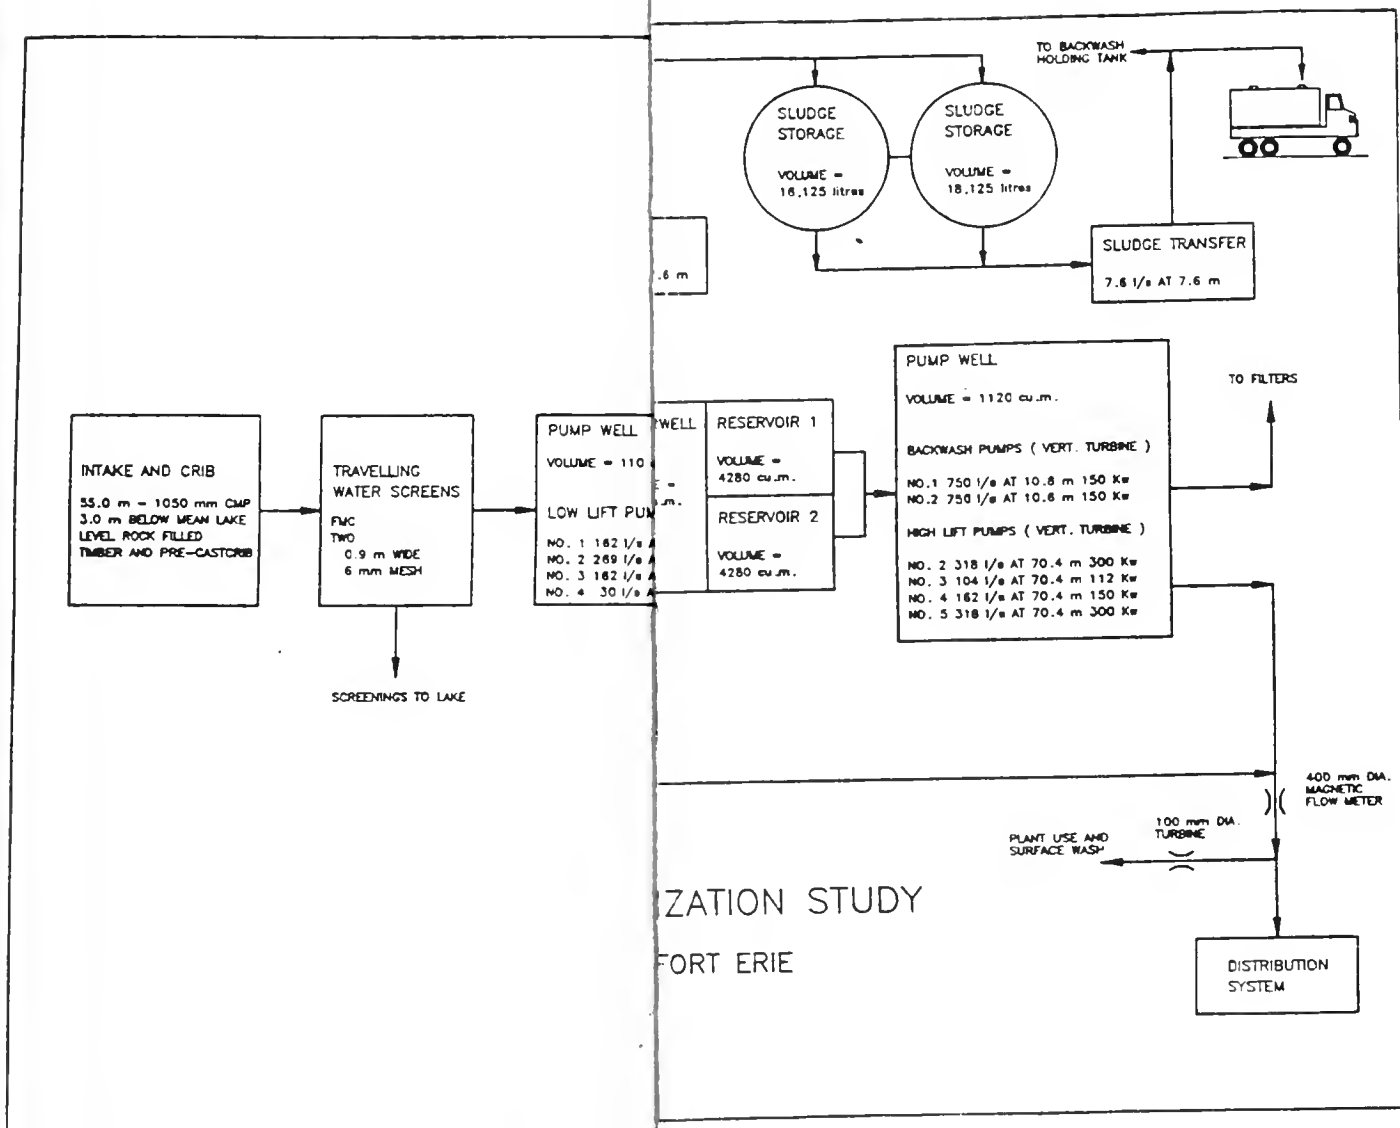 TO BACKWASH
HOLDING TANK
SLUDGE
STORAGE
VOLUME =
16,125 litres
SLUDGE
STORAGE
VOLUME =
18,125 litres
.6 m
SLUDGE TRANSFER
7.6 l/s AT 7.6 m
INTAKE AND CRIB
55.0 m - 1050 mm CMP
3.0 m BELOW MEAN LAKE
LEVEL ROCK FILLED
TIMBER AND PRE-CASTCRIB
TRAVELLING
WATER SCREENS
FMC
TWO
0.9 m WIDE
6 mm MESH
SCREENINGS TO LAKE
PUMP WELL
VOLUME = 110
LOW LIFT PUM
NO. 1 162 l/s A
NO. 2 269 l/s A
NO. 3 162 l/s A
NO. 4 30 l/s A
WELL
=
.m.
RESERVOIR 1
VOLUME =
4280 cu.m.
RESERVOIR 2
VOLUME =
4280 cu.m.
PUMP WELL
VOLUME = 1120 cu.m.
BACKWASH PUMPS ( VERT. TURBINE )
NO.1 750 l/s AT 10.6 m 150 Kw
NO.2 750 l/s AT 10.6 m 150 Kw
HIGH LIFT PUMPS ( VERT. TURBINE )
NO. 2 318 l/s AT 70.4 m 300 Kw
NO. 3 104 l/s AT 70.4 m 112 Kw
NO. 4 162 l/s AT 70.4 m 150 Kw
NO. 5 318 l/s AT 70.4 m 300 Kw
TO FILTERS
400 mm DIA.
MAGNETIC
FLOW METER
100 mm DIA.
TURBINE
PLANT USE AND
SURFACE WASH
IZATION STUDY
FORT ERIE
DISTRIBUTION
SYSTEM